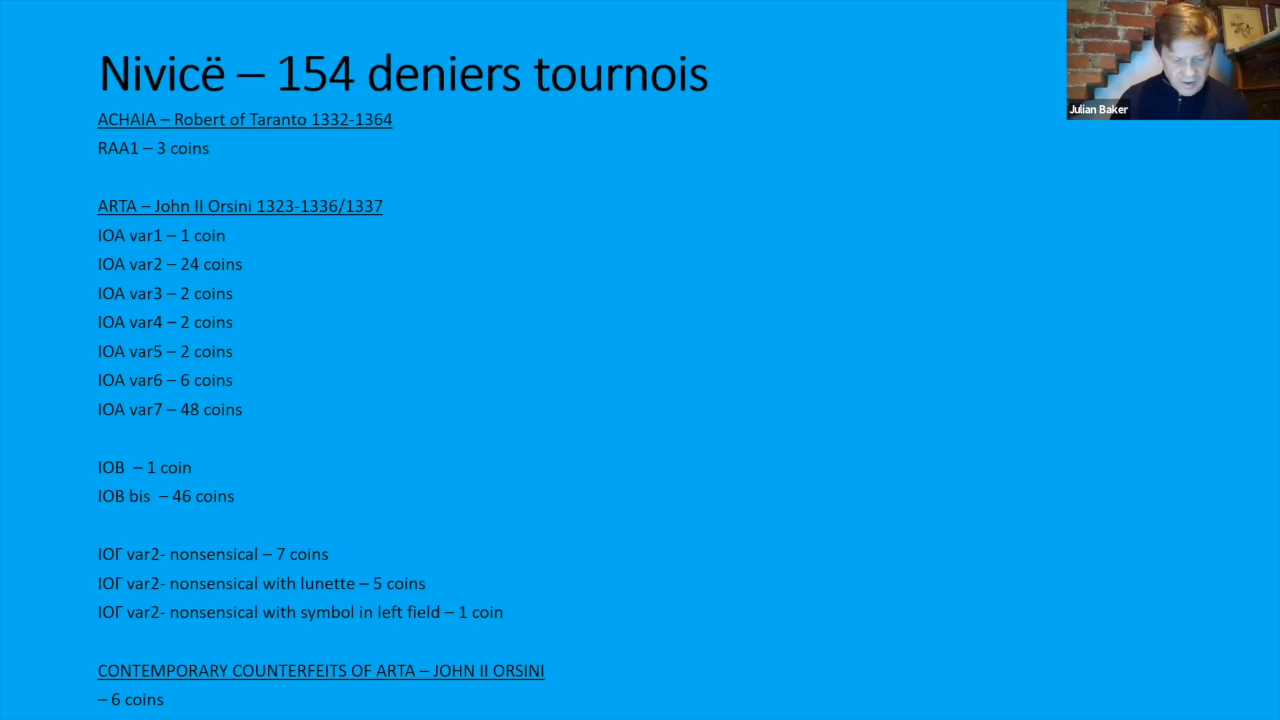 Nivicë – 154 deniers tournois
ACHAIA – Robert of Taranto 1332-1364
RAA1 – 3 coins
ARTA – John II Orsini 1323-1336/1337
IOA var1 – 1 coin
IOA var2 – 24 coins
IOA var3 – 2 coins
IOA var4 – 2 coins
IOA var5 – 2 coins
IOA var6 – 6 coins
IOA var7 – 48 coins
IOB – 1 coin
IOB bis – 46 coins
IOΓ var2- nonsensical – 7 coins
IOΓ var2- nonsensical with lunette – 5 coins
IOΓ var2- nonsensical with symbol in left field – 1 coin
CONTEMPORARY COUNTERFEITS OF ARTA – JOHN II ORSINI
– 6 coins
Julian Baker